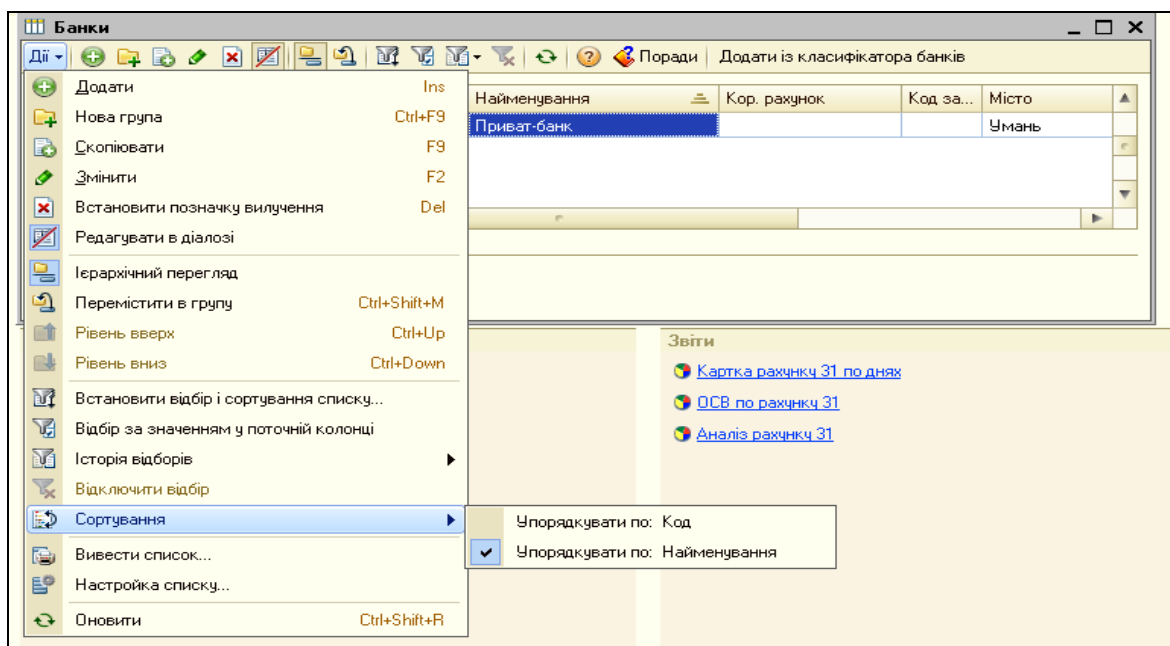 Банки
Дії Поради Додати із класифікатора банків
Найменування Кор. рахунок Код за... Місто
Приват-банк Умань
Додати Ins
Нова група Ctrl+F9
Скопіювати F9
Змінити F2
Встановити позначку вилучення Del
Редагувати в діалозі
Ієрархічний перегляд
Перемістити в групу Ctrl+Shift+M
Рівень вверх Ctrl+Up
Рівень вниз Ctrl+Down
Встановити відбір і сортування списку...
Відбір за значенням у поточній колонці
Історія відборів
Відключити відбір
Сортування
Вивести список...
Настройка списку...
Оновити Ctrl+Shift+R
Упорядкувати по: Код
Упорядкувати по: Найменування
Звіти
Картка рахунку 31 по днях
ОСВ по рахунку 31
Аналіз рахунку 31